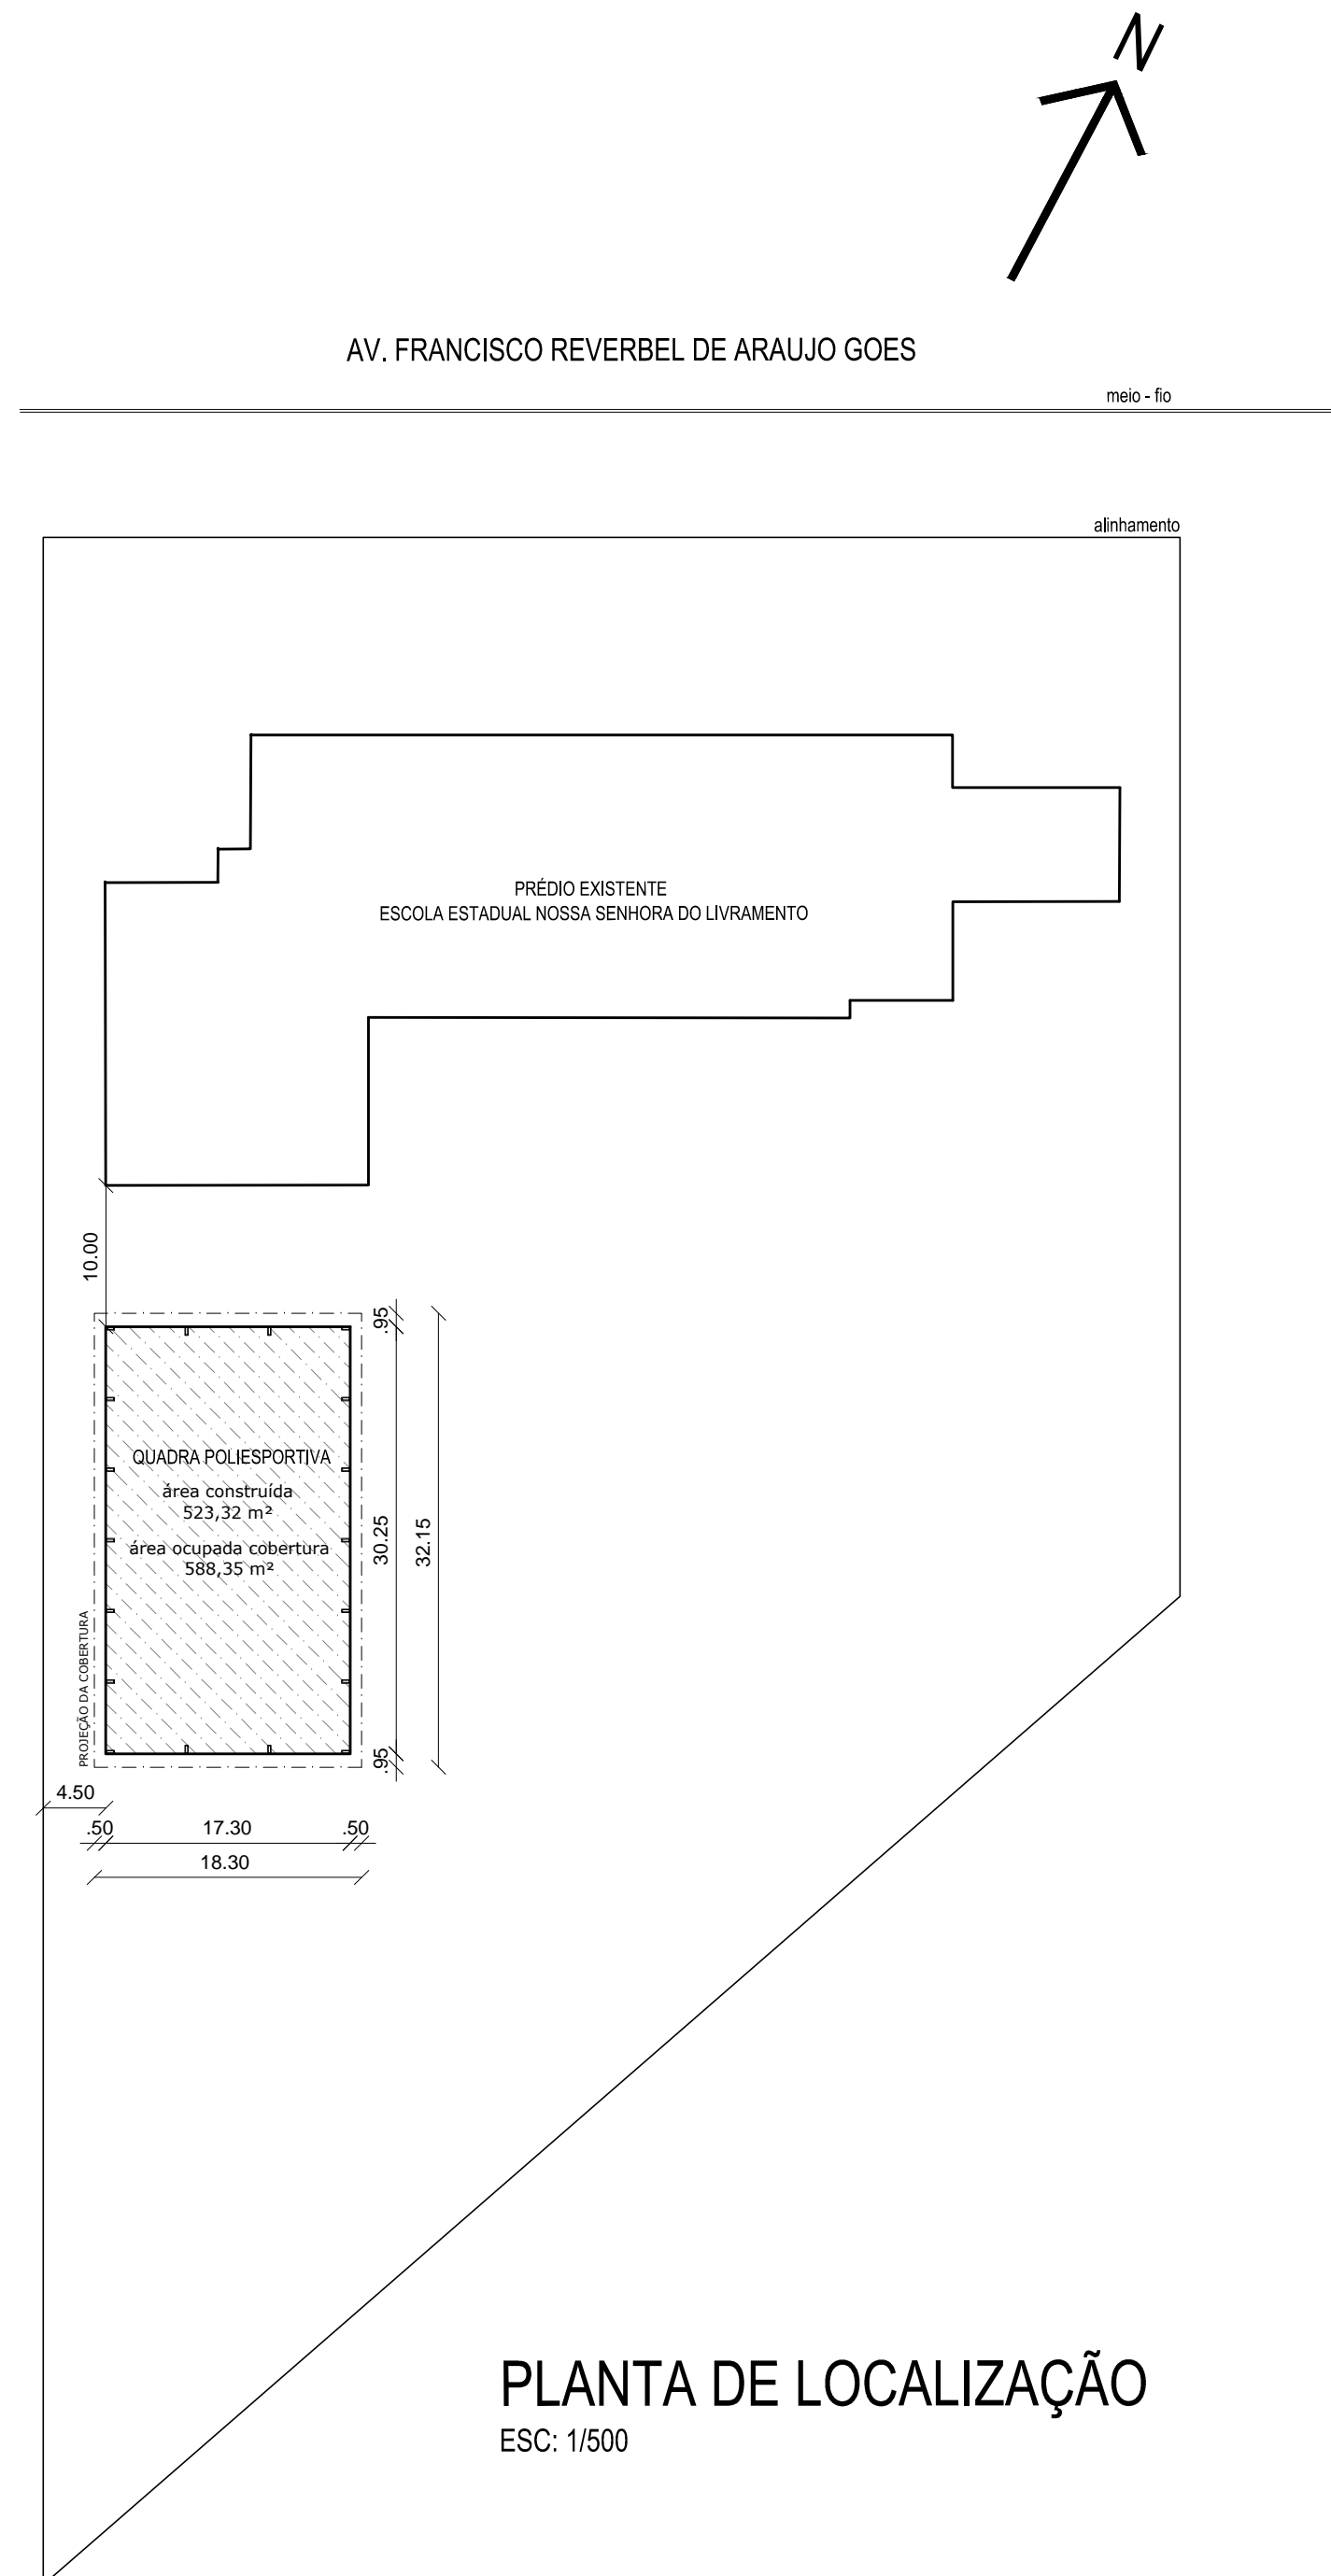 N
AV. FRANCISCO REVERBEL DE ARAUJO GOES
meio - fio
alinhamento
PRÉDIO EXISTENTE
ESCOLA ESTADUAL NOSSA SENHORA DO LIVRAMENTO
10.00
.95
QUADRA POLIESPORTIVA
área construída
523,32 m²
área ocupada cobertura
588,35 m²
30.25
32.15
PROJEÇÃO DA COBERTURA
.95
4.50
.50
17.30
.50
18.30
PLANTA DE LOCALIZAÇÃO
ESC: 1/500